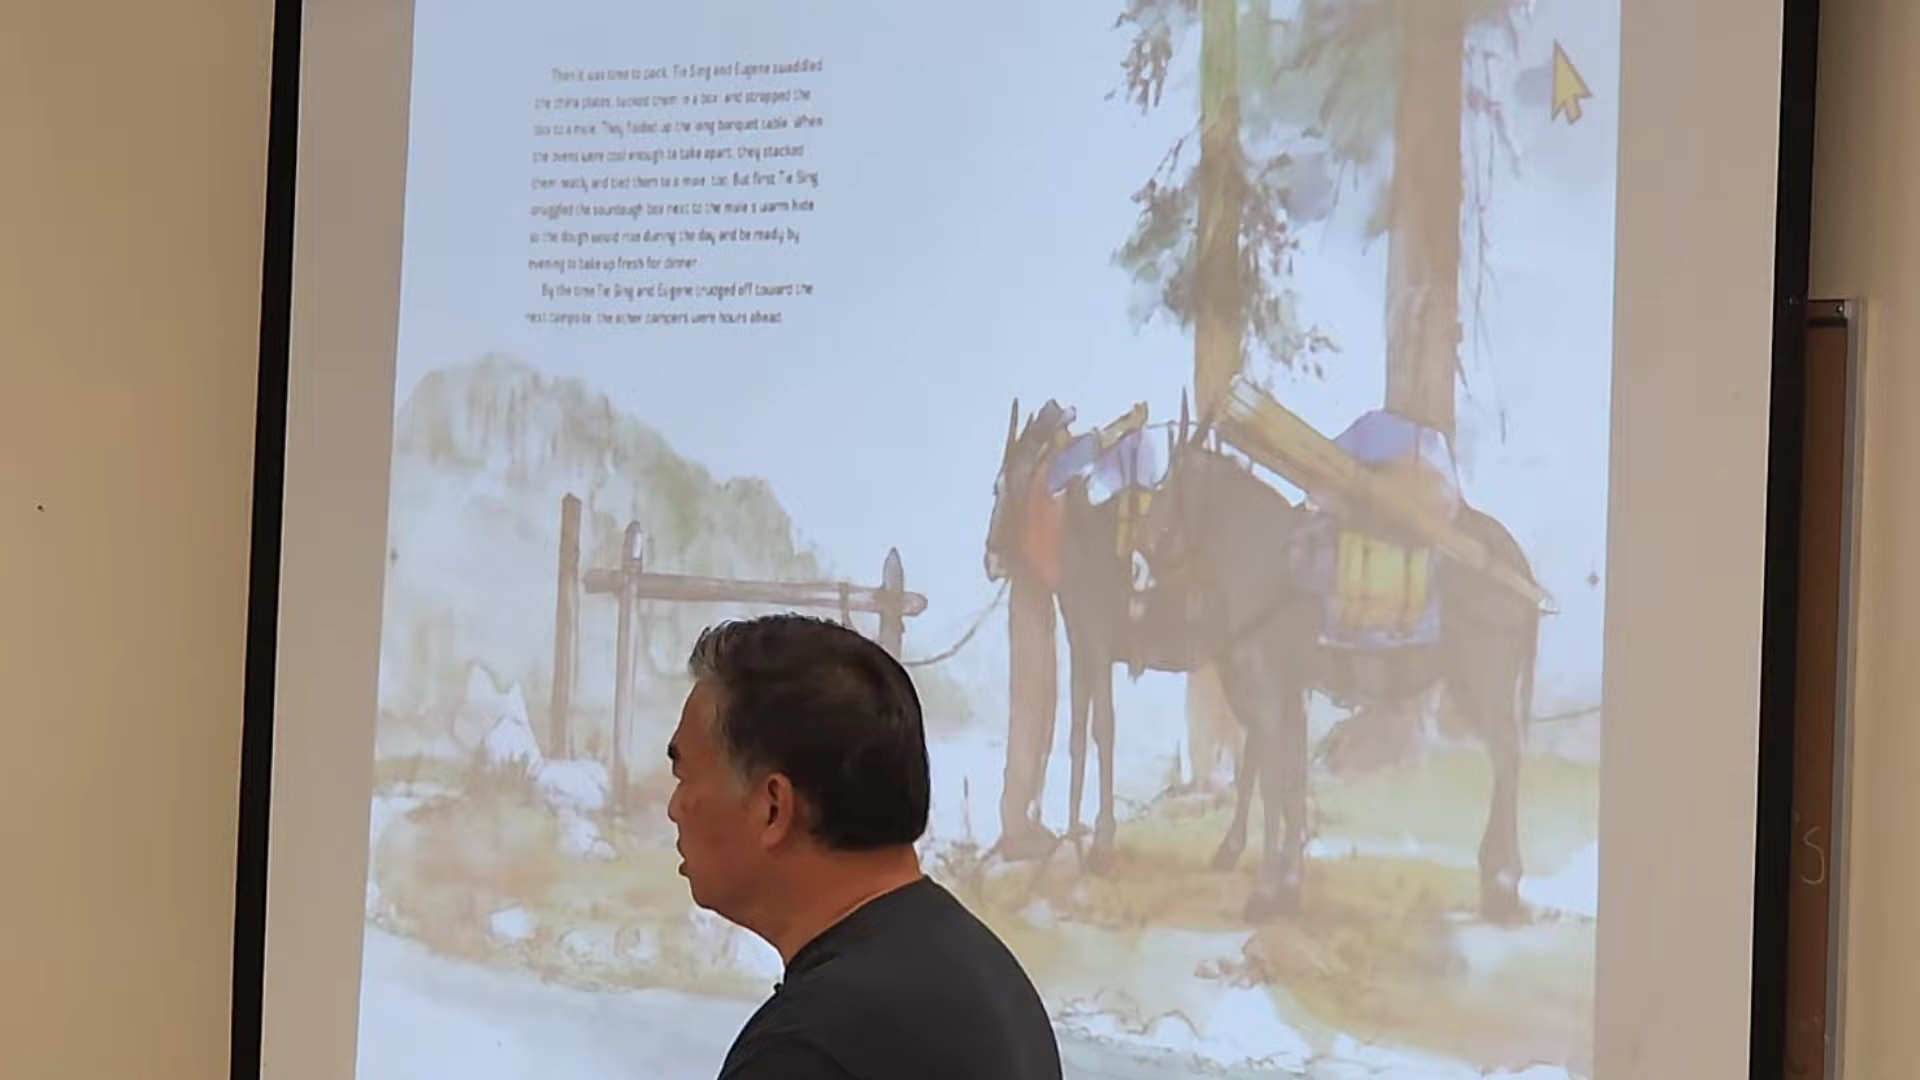 Then it was time to pack. Tie Sing and Eugene swaddled
the china plates, tucked them in a box, and strapped the
box to a mule. They folded up the long banquet table. When
the ovens were cool enough to take apart, they stacked
them neatly and tied them to a mule, too. But first Tie Sing
snuggled the sourdough box next to the mule's warm hide
so the dough would rise during the day and be ready by
evening to bake up fresh for dinner.
By the time Tie Sing and Eugene trudged off toward the
next campsite, the other campers were hours ahead.
's